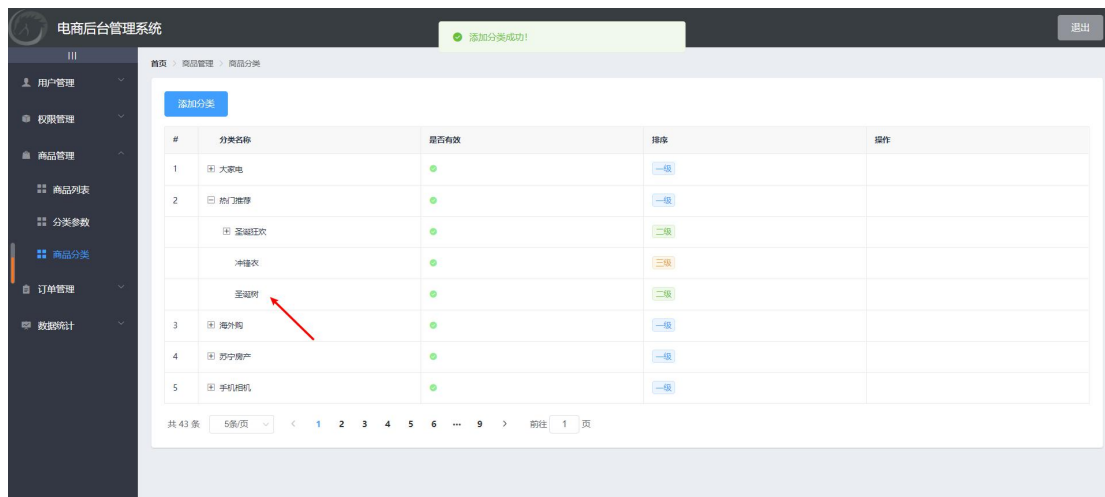 电商后台管理系统
添加分类成功!
退出
首页 > 商品管理 > 商品分类
用户管理
权限管理
商品管理
商品列表
分类参数
商品分类
订单管理
数据统计
添加分类
# 分类名称 是否有效 排序 操作
1 大家电 一级
2 热门推荐 一级
圣诞狂欢 二级
冲锋衣 三级
圣诞树 二级
3 海外购 一级
4 苏宁房产 一级
5 手机相机 一级
共 43 条 5条/页 < 1 2 3 4 5 6 ... 9 > 前往 1 页